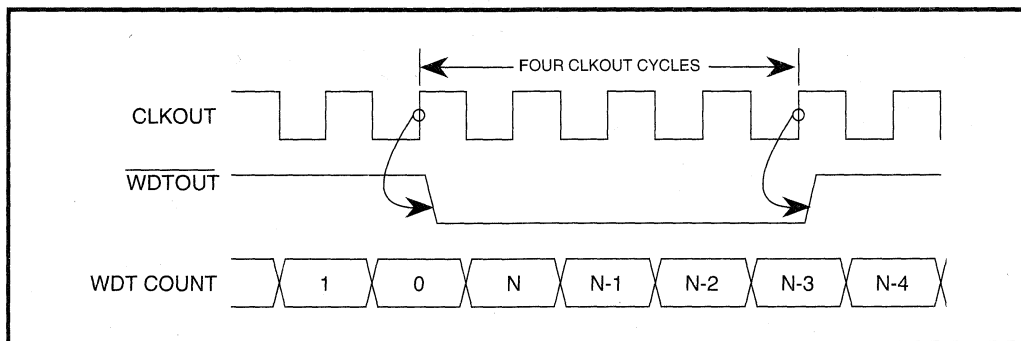 FOUR CLKOUT CYCLES
CLKOUT
WDTOUT
WDT COUNT 1 0 N N-1 N-2 N-3 N-4